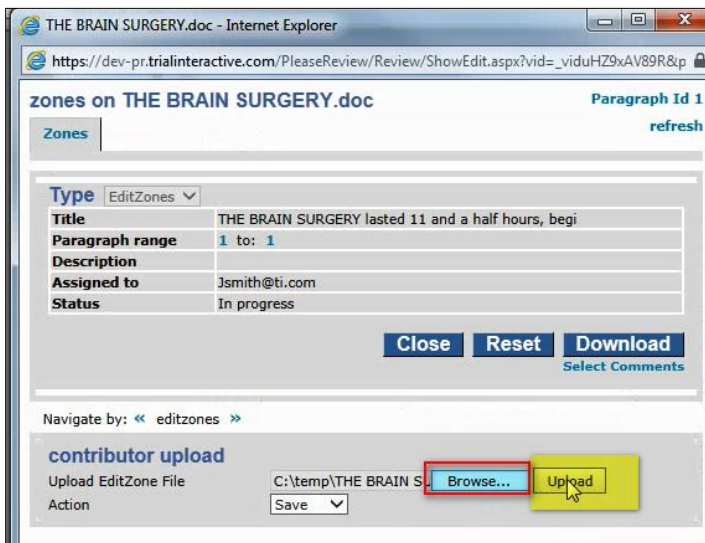 THE BRAIN SURGERY.doc - Internet Explorer
https://dev-pr.trialinteractive.com/PleaseReview/Review/ShowEdit.aspx?vid=_viduHZ9xAV89R&p
zones on THE BRAIN SURGERY.doc Paragraph Id 1
refresh
Zones
Type EditZones
Title THE BRAIN SURGERY lasted 11 and a half hours, begi
Paragraph range 1 to: 1
Description
Assigned to Jsmith@ti.com
Status In progress
Close Reset Download
Select Comments
Navigate by: « editzones »
contributor upload
Upload EditZone File C:\temp\THE BRAIN SU Browse... Upload
Action Save